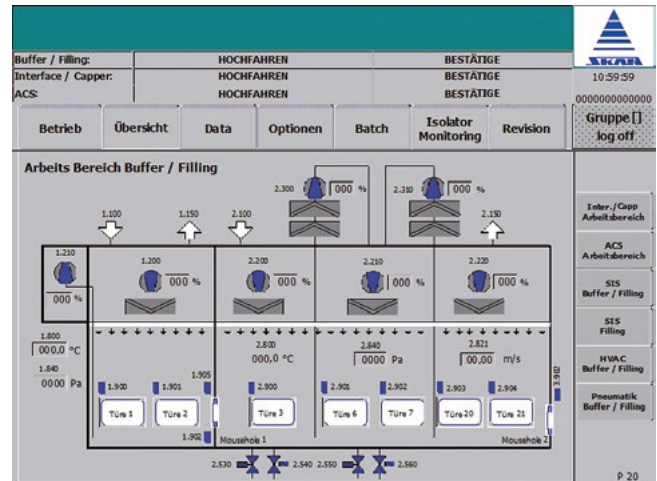 Buffer / Filling: HOCHFAHREN BESTÄTIGE
Interface / Capper: HOCHFAHREN BESTÄTIGE
ACS: HOCHFAHREN BESTÄTIGE
SKAN
10:59:59
0000000000000
Betrieb Übersicht Data Optionen Batch Isolator Monitoring Revision
Gruppe []
log off
Arbeits Bereich Buffer / Filling
2.300 000 % 2.310 000 %
1.100 1.150 2.100 2.150
1.210 1.200 2.200 2.210 2.220
000 % 000 % 000 % 000 % 000 %
1.800 2.800 2.840 2.821
000,0 °C 000,0 °C 0000 Pa 00,00 m/s
1.840
0000 Pa
1.905 3.902
1.900 1.901 2.900 2.901 2.902 2.903 2.904
Türe 1 Türe 2 Türe 3 Türe 6 Türe 7 Türe 20 Türe 21
1.902 Mousehole 1 Mousehole 2
2.530 2.540 2.550 2.560
Inter./Capp
Arbeitsbereich
ACS
Arbeitsbereich
SIS
Buffer / Filling
SIS
Filling
HVAC
Buffer / Filling
Pneumatik
Buffer / Filling
P 20